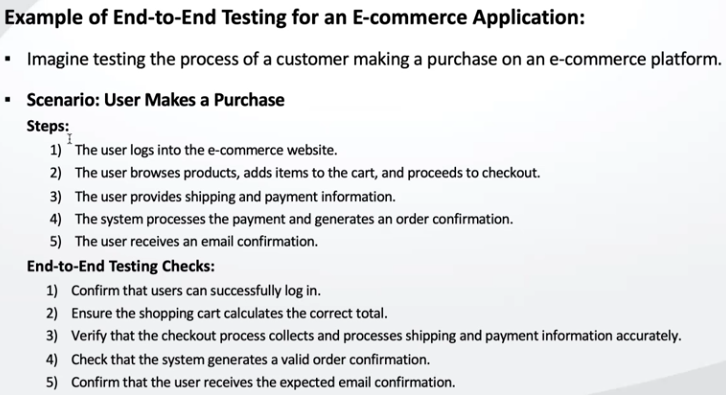 Example of End-to-End Testing for an E-commerce Application:
▪ Imagine testing the process of a customer making a purchase on an e-commerce platform.
▪ Scenario: User Makes a Purchase
Steps:
1) The user logs into the e-commerce website.
2) The user browses products, adds items to the cart, and proceeds to checkout.
3) The user provides shipping and payment information.
4) The system processes the payment and generates an order confirmation.
5) The user receives an email confirmation.
End-to-End Testing Checks:
1) Confirm that users can successfully log in.
2) Ensure the shopping cart calculates the correct total.
3) Verify that the checkout process collects and processes shipping and payment information accurately.
4) Check that the system generates a valid order confirmation.
5) Confirm that the user receives the expected email confirmation.